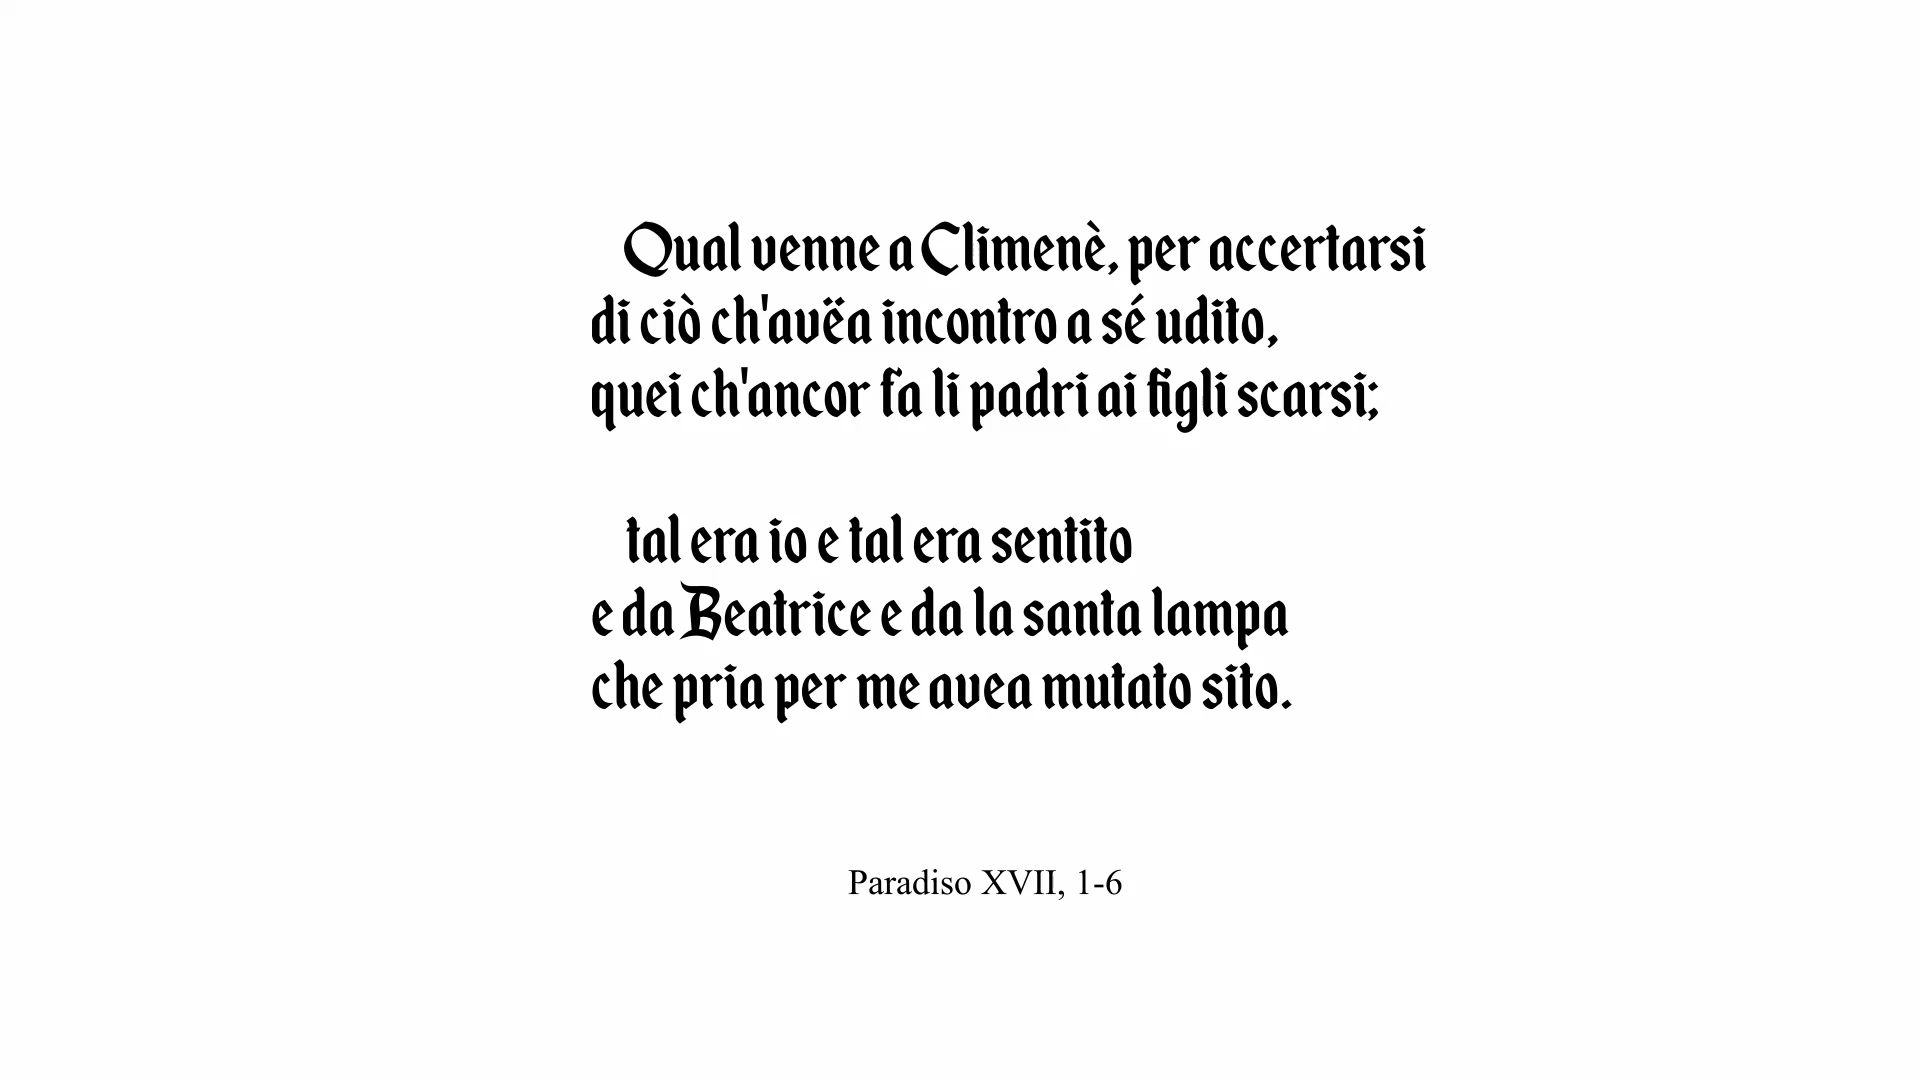 Qual venne a Climenè, per accertarsi
di ciò ch'avëa incontro a sé udito,
quei ch'ancor fa li padri ai figli scarsi;
tal era io e tal era sentito
e da Beatrice e da la santa lampa
che pria per me avea mutato sito.
Paradiso XVII, 1-6